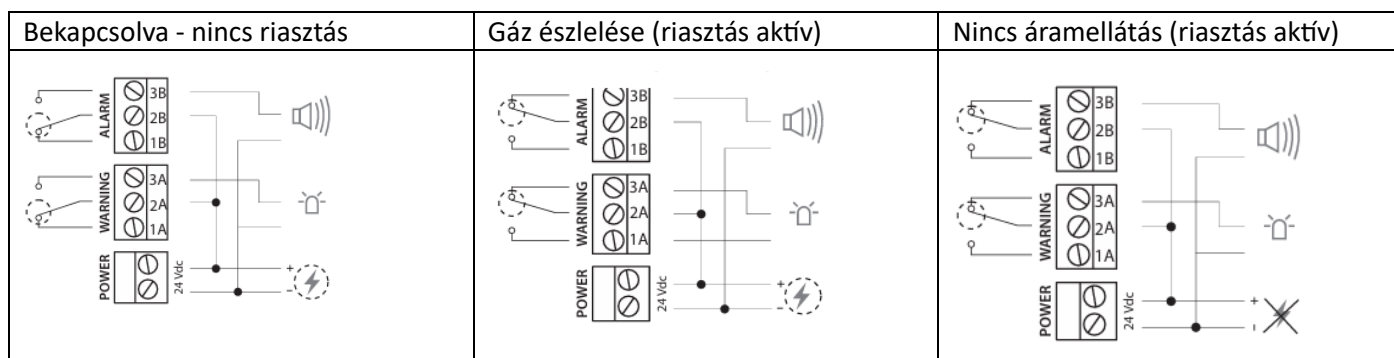 Bekapcsolva - nincs riasztás
Gáz észlelése (riasztás aktív)
Nincs áramellátás (riasztás aktív)
ALARM
3B
2B
1B
WARNING
3A
2A
1A
POWER
24 Vdc
+
-
ALARM
3B
2B
1B
WARNING
3A
2A
1A
POWER
24 Vdc
+
-
ALARM
3B
2B
1B
WARNING
3A
2A
1A
POWER
24 Vdc
+
-